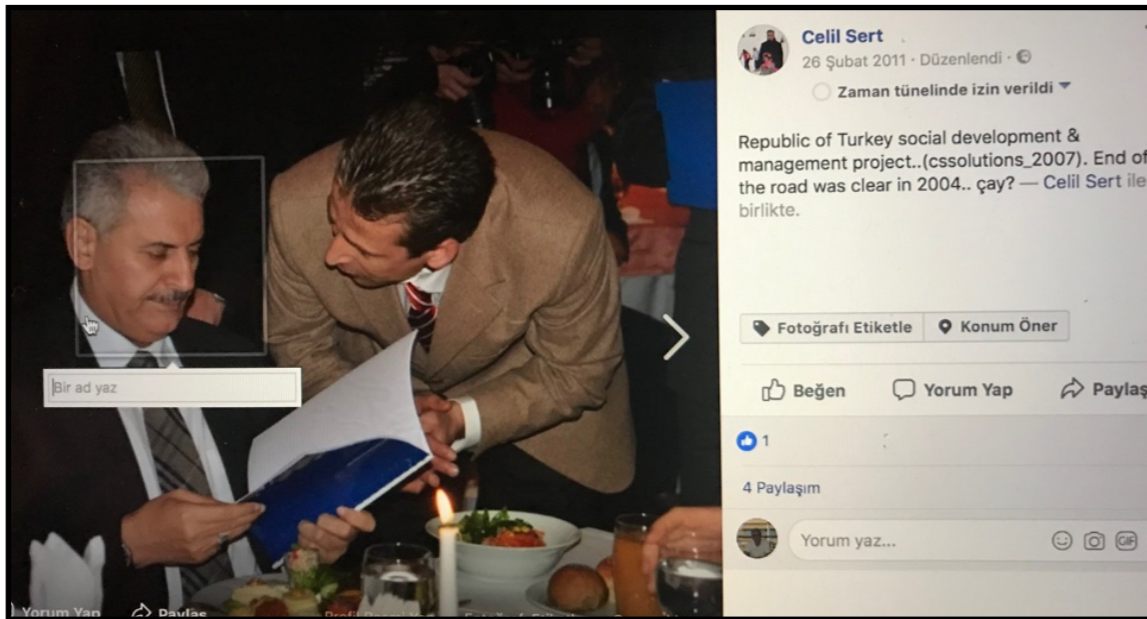 Celil Sert
26 Şubat 2011 · Düzenlendi ·
Zaman tünelinde izin verildi
Republic of Turkey social development &
management project..(cssolutions_2007). End of
the road was clear in 2004.. çay? — Celil Sert ile
birlikte.
Fotoğrafı Etiketle
Konum Öner
Bir ad yaz
Beğen
Yorum Yap
Paylaş
1
4 Paylaşım
Yorum yaz...
GIF
Yorum Yap
Paylaş